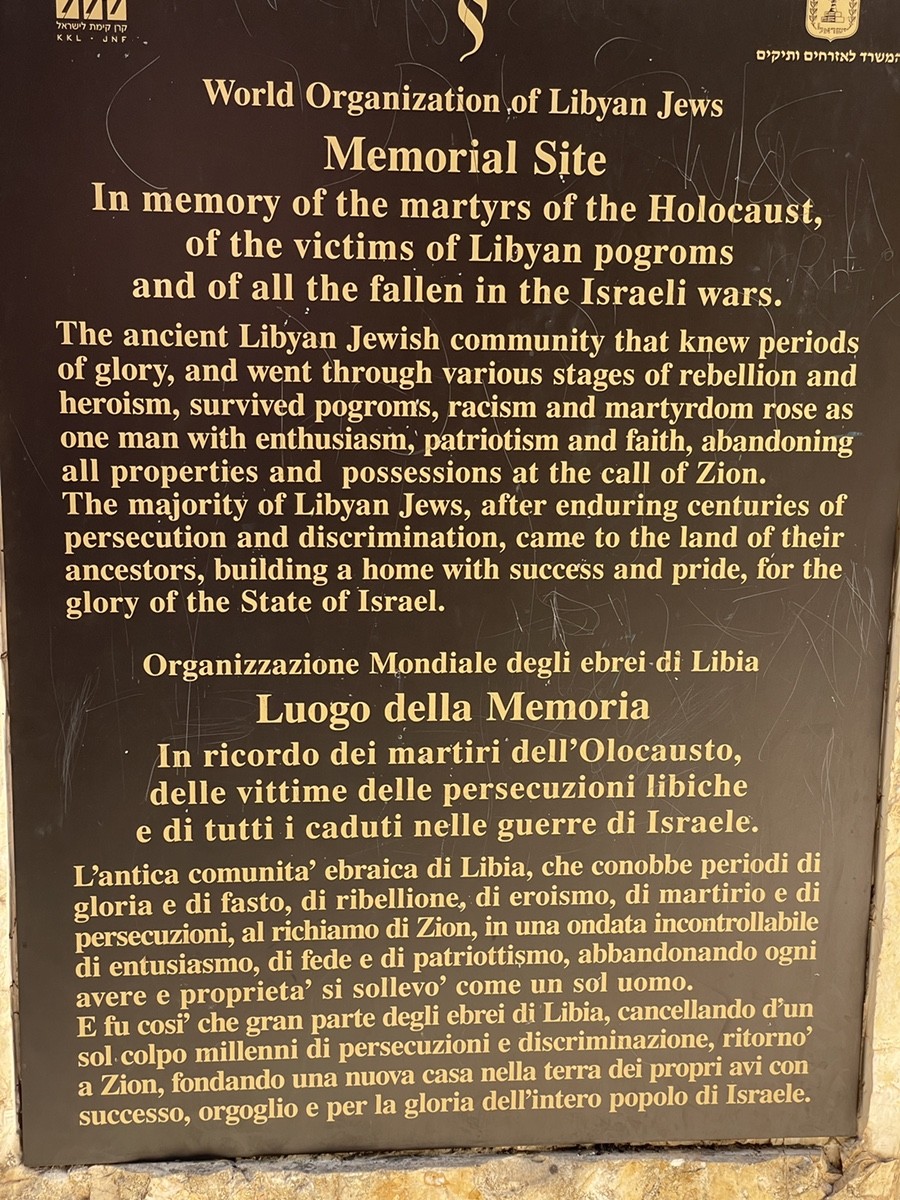 קרן קימת לישראל
KKL · JNF
המשרד לאזרחים ותיקים
World Organization of Libyan Jews
Memorial Site
In memory of the martyrs of the Holocaust,
of the victims of Libyan pogroms
and of all the fallen in the Israeli wars.
The ancient Libyan Jewish community that knew periods
of glory, and went through various stages of rebellion and
heroism, survived pogroms, racism and martyrdom rose as
one man with enthusiasm, patriotism and faith, abandoning
all properties and possessions at the call of Zion.
The majority of Libyan Jews, after enduring centuries of
persecution and discrimination, came to the land of their
ancestors, building a home with success and pride, for the
glory of the State of Israel.
Organizzazione Mondiale degli ebrei di Libia
Luogo della Memoria
In ricordo dei martiri dell'Olocausto,
delle vittime delle persecuzioni libiche
e di tutti i caduti nelle guerre di Israele.
L'antica comunita' ebraica di Libia, che conobbe periodi di
gloria e di fasto, di ribellione, di eroismo, di martirio e di
persecuzioni, al richiamo di Zion, in una ondata incontrollabile
di entusiasmo, di fede e di patriottismo, abbandonando ogni
avere e proprieta' si sollevo' come un sol uomo.
E fu cosi' che gran parte degli ebrei di Libia, cancellando d'un
sol colpo millenni di persecuzioni e discriminazione, ritorno'
a Zion, fondando una nuova casa nella terra dei propri avi con
successo, orgoglio e per la gloria dell'intero popolo di Israele.